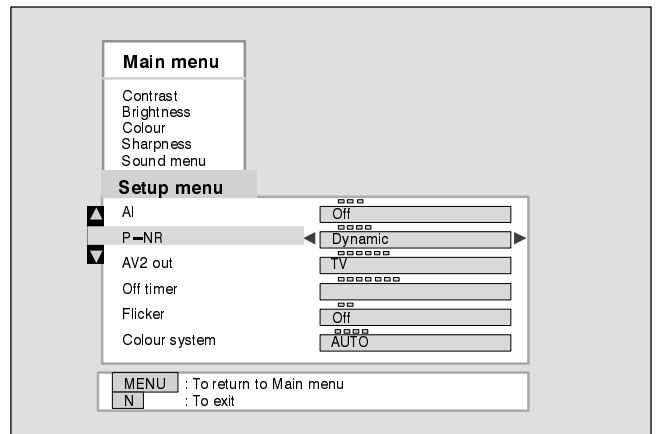 Main menu
Contrast
Brightness
Colour
Sharpness
Sound menu
Setup menu
AI Off
P-NR Dynamic
AV2 out TV
Off timer
Flicker Off
Colour system AUTO
MENU : To return to Main menu
N : To exit